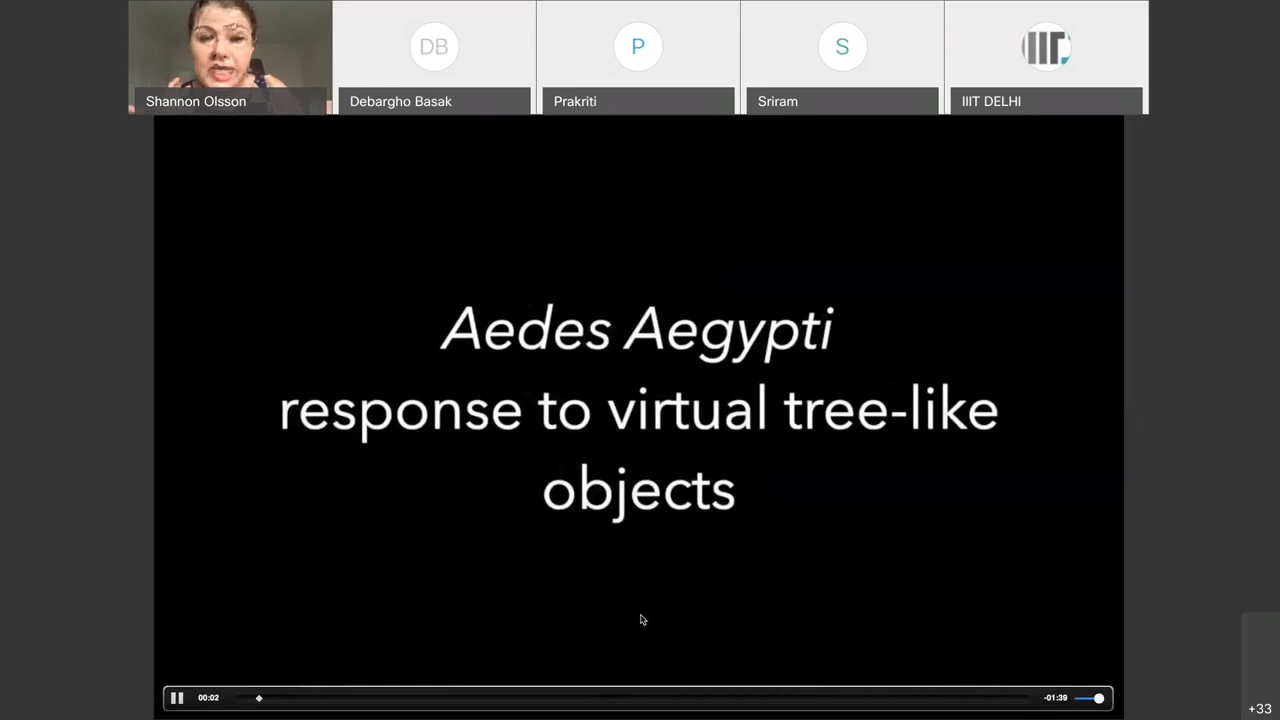 Shannon Olsson
DB
Debargho Basak
P
Prakriti
S
Sriram
IIIT DELHI
Aedes Aegypti
response to virtual tree-like
objects
00:02
-01:39
+33